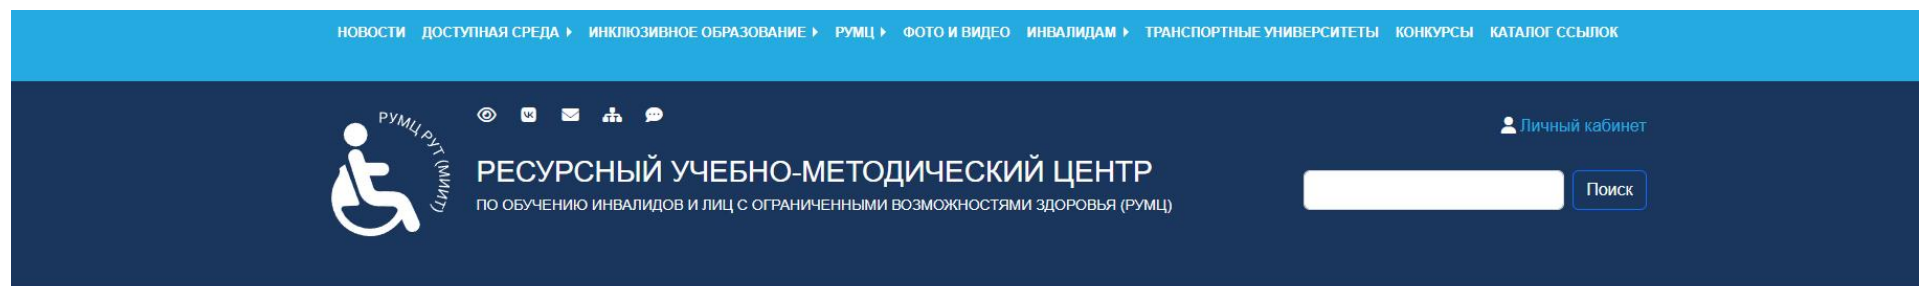 НОВОСТИ ДОСТУПНАЯ СРЕДА ИНКЛЮЗИВНОЕ ОБРАЗОВАНИЕ РУМЦ ФОТО И ВИДЕО ИНВАЛИДАМ ТРАНСПОРТНЫЕ УНИВЕРСИТЕТЫ КОНКУРСЫ КАТАЛОГ ССЫЛОК
РУМЦ РУТ (МИИТ)
Личный кабинет
РЕСУРСНЫЙ УЧЕБНО-МЕТОДИЧЕСКИЙ ЦЕНТР
ПО ОБУЧЕНИЮ ИНВАЛИДОВ И ЛИЦ С ОГРАНИЧЕННЫМИ ВОЗМОЖНОСТЯМИ ЗДОРОВЬЯ (РУМЦ)
Поиск